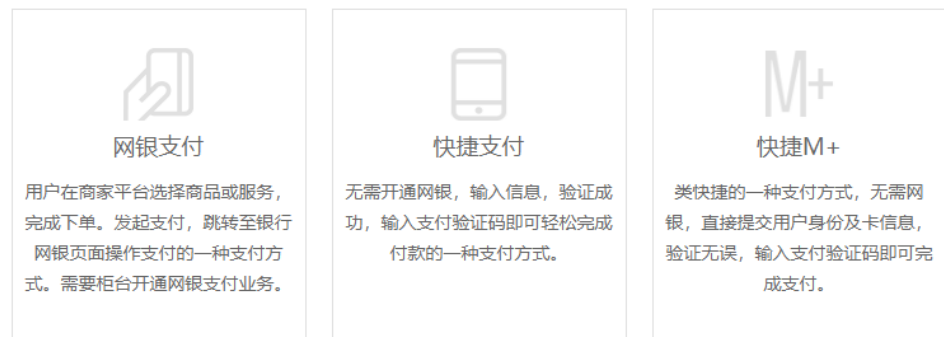 M+
网银支付
用户在商家平台选择商品或服务，
完成下单。发起支付，跳转至银行
网银页面操作支付的一种支付方
式。需要柜台开通网银支付业务。
快捷支付
无需开通网银，输入信息，验证成
功，输入支付验证码即可轻松完成
付款的一种支付方式。
快捷M+
类快捷的一种支付方式，无需网
银，直接提交用户身份及卡信息，
验证无误，输入支付验证码即可完
成支付。